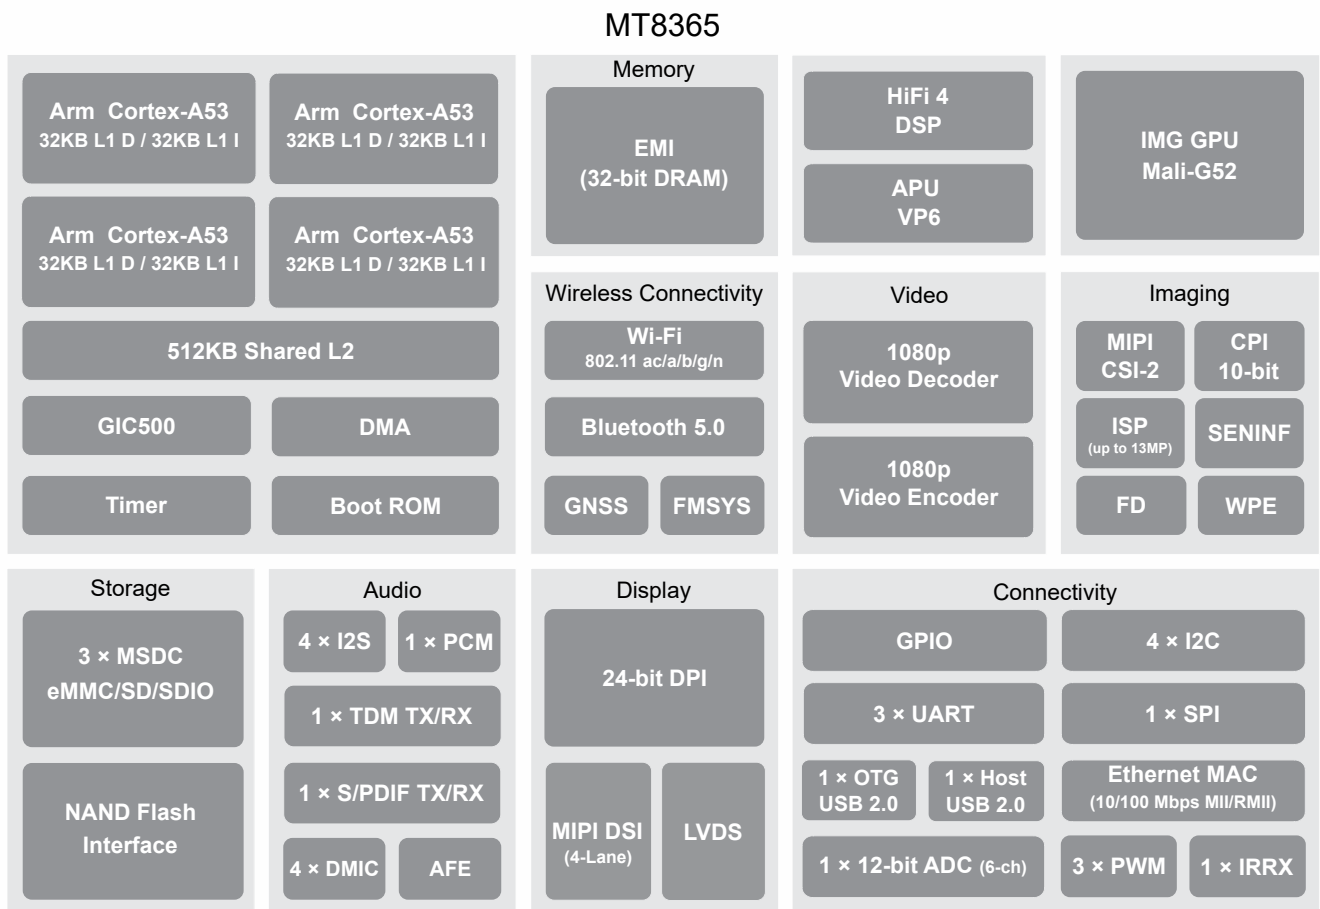 MT8365
Arm Cortex-A53
32KB L1 D / 32KB L1 I
Arm Cortex-A53
32KB L1 D / 32KB L1 I
Arm Cortex-A53
32KB L1 D / 32KB L1 I
Arm Cortex-A53
32KB L1 D / 32KB L1 I
512KB Shared L2
GIC500
DMA
Timer
Boot ROM
Memory
EMI
(32-bit DRAM)
HiFi 4
DSP
APU
VP6
IMG GPU
Mali-G52
Wireless Connectivity
Wi-Fi
802.11 ac/a/b/g/n
Bluetooth 5.0
GNSS
FMSYS
Video
1080p
Video Decoder
1080p
Video Encoder
Imaging
MIPI
CSI-2
CPI
10-bit
ISP
(up to 13MP)
SENINF
FD
WPE
Storage
3 × MSDC
eMMC/SD/SDIO
NAND Flash
Interface
Audio
4 × I2S
1 × PCM
1 × TDM TX/RX
1 × S/PDIF TX/RX
4 × DMIC
AFE
Display
24-bit DPI
MIPI DSI
(4-Lane)
LVDS
Connectivity
GPIO
4 × I2C
3 × UART
1 × SPI
1 × OTG
USB 2.0
1 × Host
USB 2.0
Ethernet MAC
(10/100 Mbps MII/RMII)
1 × 12-bit ADC (6-ch)
3 × PWM
1 × IRRX